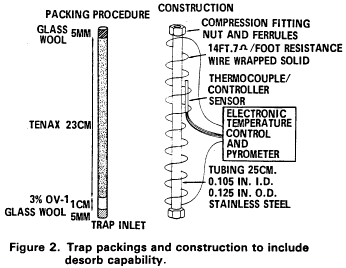 PACKING PROCEDURE
GLASS 5MM
WOOL
TENAX 23CM
3% OV-1 1CM
GLASS WOOL 5MM
TRAP INLET
CONSTRUCTION
COMPRESSION FITTING
NUT AND FERRULES
14FT.7Ω/FOOT RESISTANCE
WIRE WRAPPED SOLID
THERMOCOUPLE/
CONTROLLER
SENSOR
ELECTRONIC
TEMPERATURE
CONTROL
AND
PYROMETER
TUBING 25CM.
0.105 IN. I.D.
0.125 IN. O.D.
STAINLESS STEEL
Figure 2. Trap packings and construction to include
desorb capability.